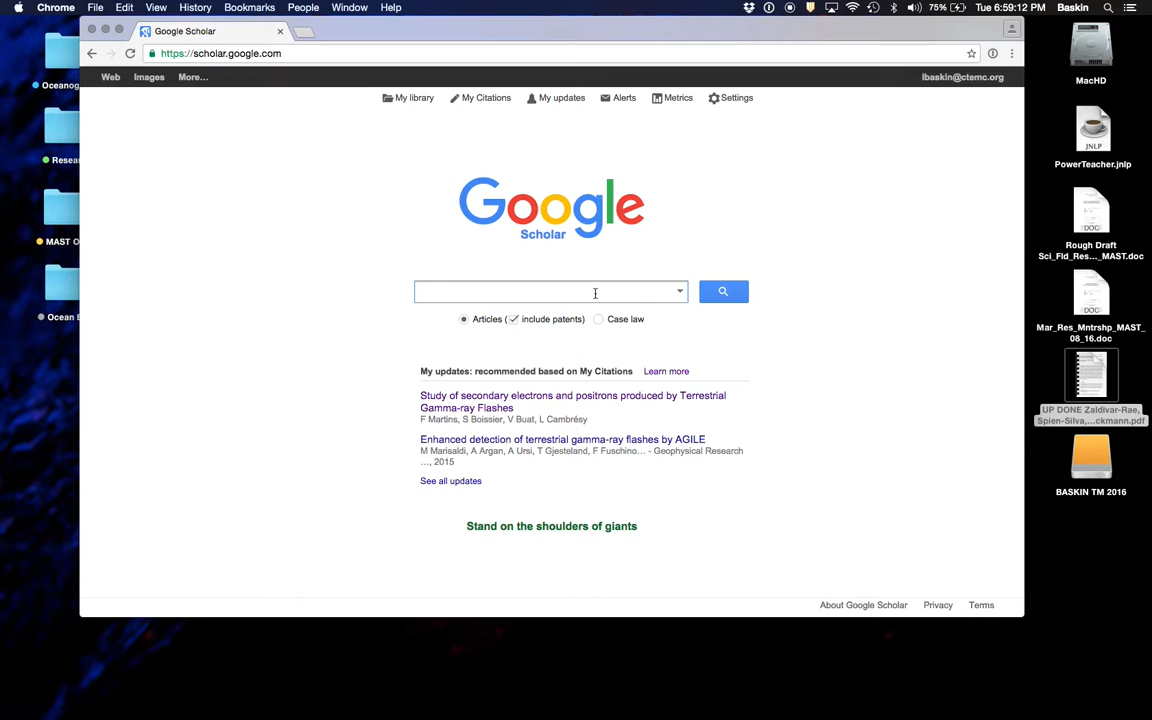 Chrome File Edit View History Bookmarks People Window Help 75% Tue 6:59:12 PM Baskin
Google Scholar
https://scholar.google.com
Web Images More... lbaskin@ctemc.org
My library My Citations My updates Alerts Metrics Settings
Google
Scholar
Articles ( include patents) Case law
My updates: recommended based on My Citations Learn more
Study of secondary electrons and positrons produced by Terrestrial
Gamma-ray Flashes
F Martins, S Boissier, V Buat, L Cambrésy
Enhanced detection of terrestrial gamma-ray flashes by AGILE
M Marisaldi, A Argan, A Ursi, T Gjesteland, F Fuschino... - Geophysical Research
..., 2015
See all updates
Stand on the shoulders of giants
About Google Scholar Privacy Terms
Oceanog
Resea
MAST O
Ocean E
MacHD
JNLP
PowerTeacher.jnlp
DOC
Rough Draft
Sci_Fld_Res..._MAST.doc
DOC
Mar_Res_Mntrshp_MAST_
08_16.doc
UP DONE Zaldivar-Rae,
Spien-Silva,...ckmann.pdf
BASKIN TM 2016